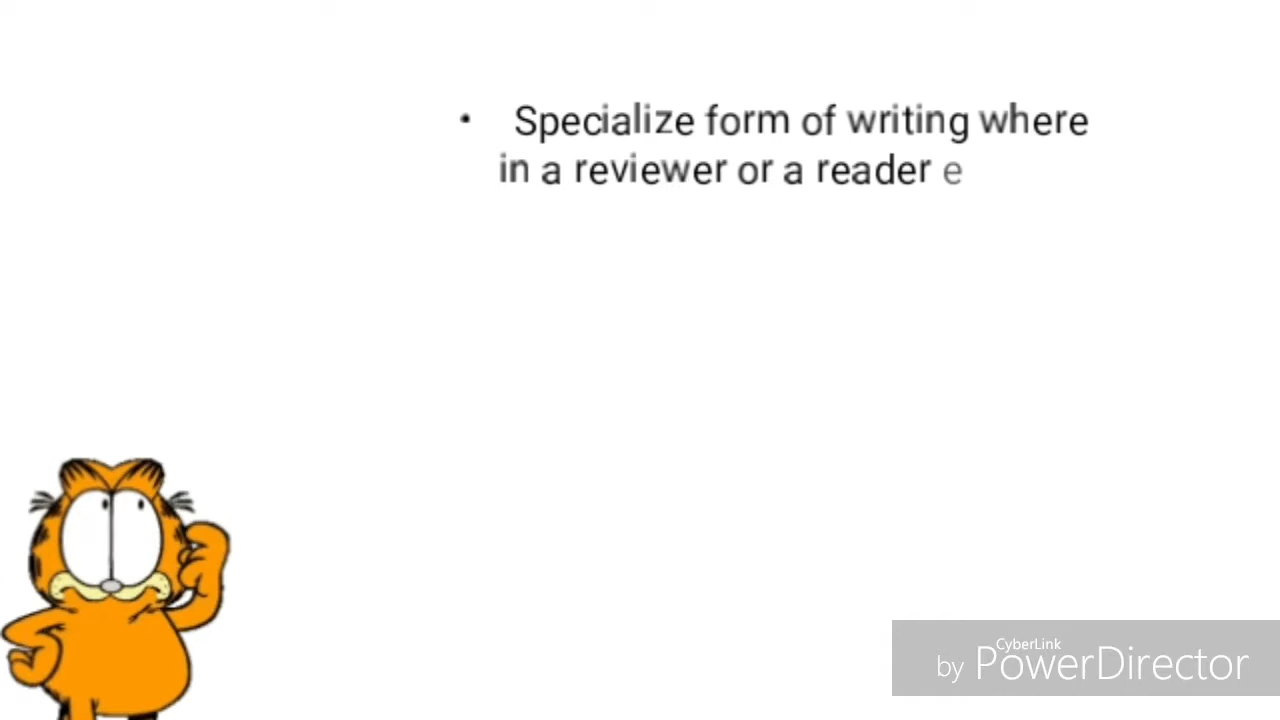 • Specialize form of writing where
in a reviewer or a reader e
CyberLink
by PowerDirector